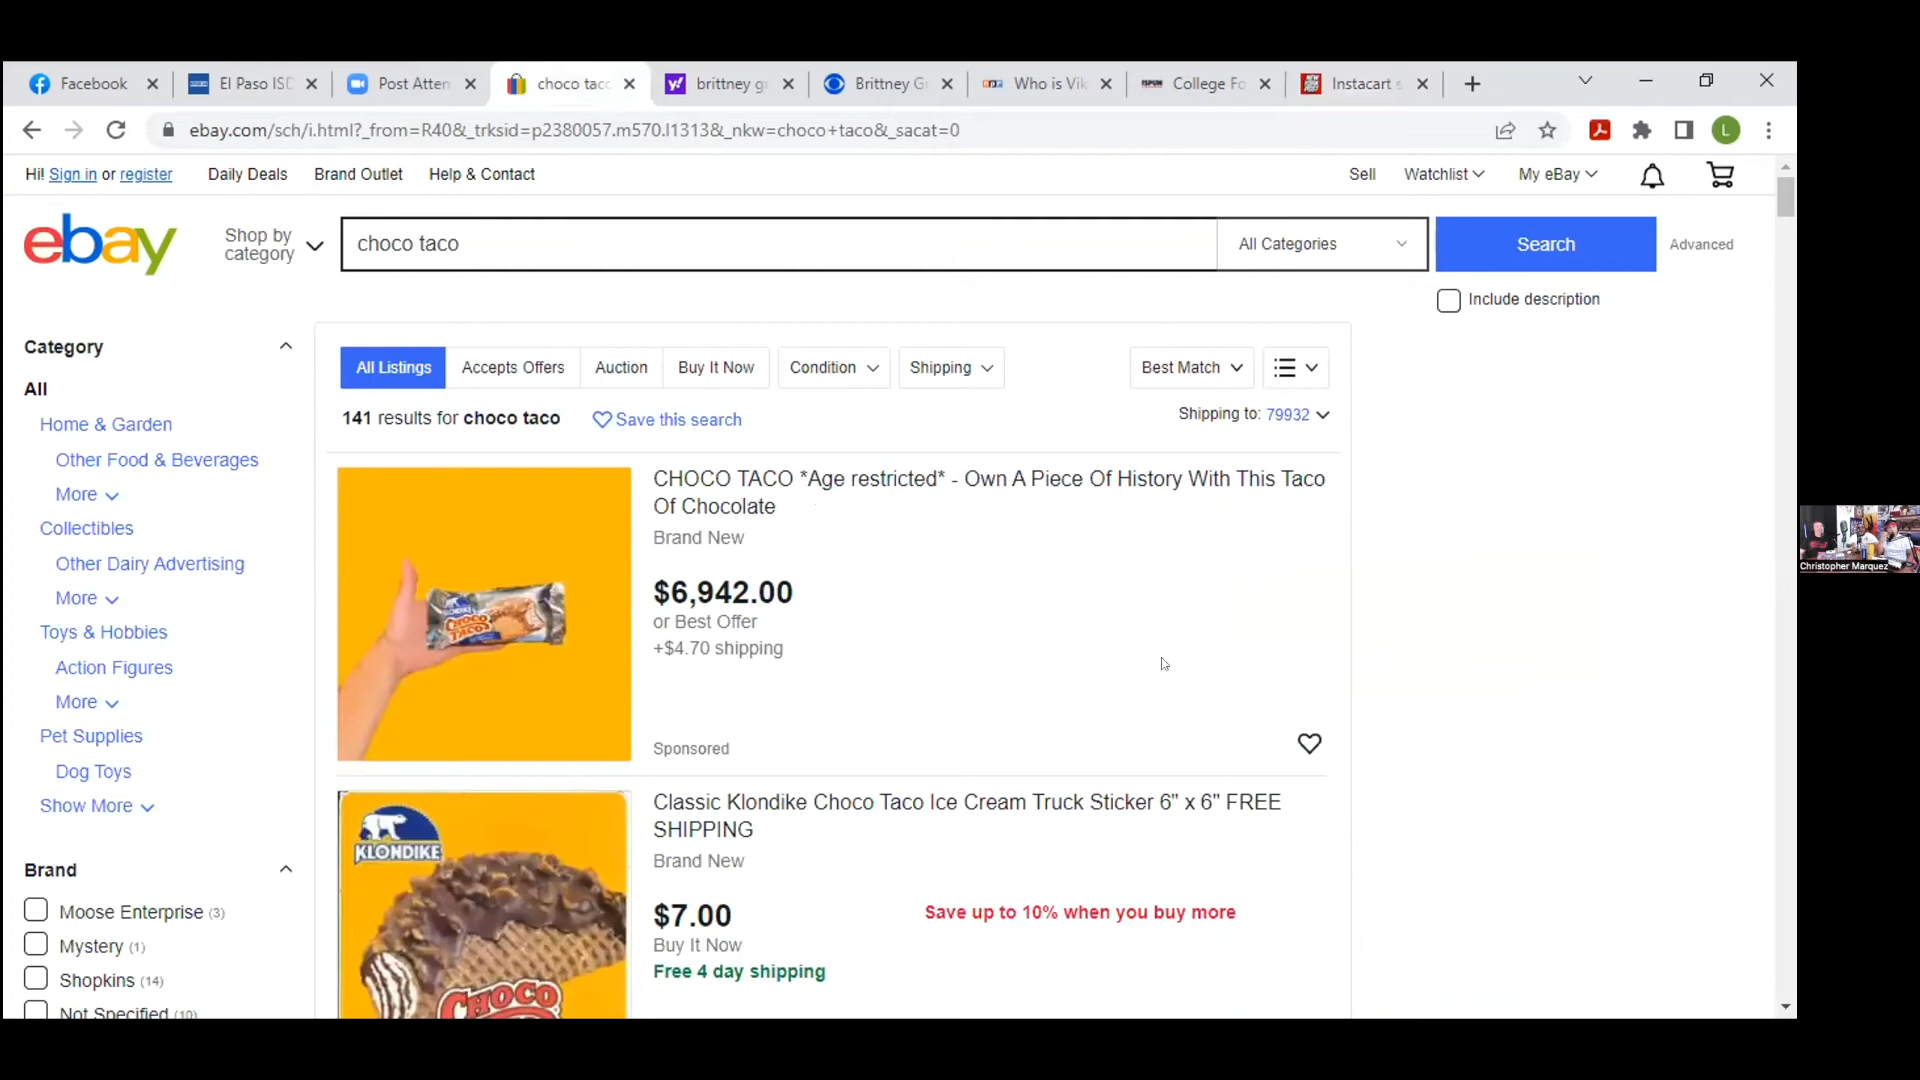 Facebook
El Paso ISD
Post Atten
choco taco
brittney g
Brittney G
Who is Vik
College Fo
Instacart s
ebay.com/sch/i.html?_from=R40&_trksid=p2380057.m570.l1313&_nkw=choco+taco&_sacat=0
L
Hi! Sign in or register
Daily Deals
Brand Outlet
Help & Contact
Sell
Watchlist
My eBay
ebay
Shop by
category
choco taco
All Categories
Search
Advanced
Include description
Category
All
Home & Garden
Other Food & Beverages
More
Collectibles
Other Dairy Advertising
More
Toys & Hobbies
Action Figures
More
Pet Supplies
Dog Toys
Show More
Brand
Moose Enterprise (3)
Mystery (1)
Shopkins (14)
Not Specified (10)
All Listings
Accepts Offers
Auction
Buy It Now
Condition
Shipping
Best Match
141 results for choco taco
Save this search
Shipping to: 79932
CHOCO TACO *Age restricted* - Own A Piece Of History With This Taco
Of Chocolate
Brand New
$6,942.00
or Best Offer
+$4.70 shipping
Sponsored
KLONDIKE
CHOCO
TACO
Classic Klondike Choco Taco Ice Cream Truck Sticker 6" x 6" FREE
SHIPPING
Brand New
$7.00
Buy It Now
Free 4 day shipping
Save up to 10% when you buy more
KLONDIKE
CHOCO
Christopher Marquez